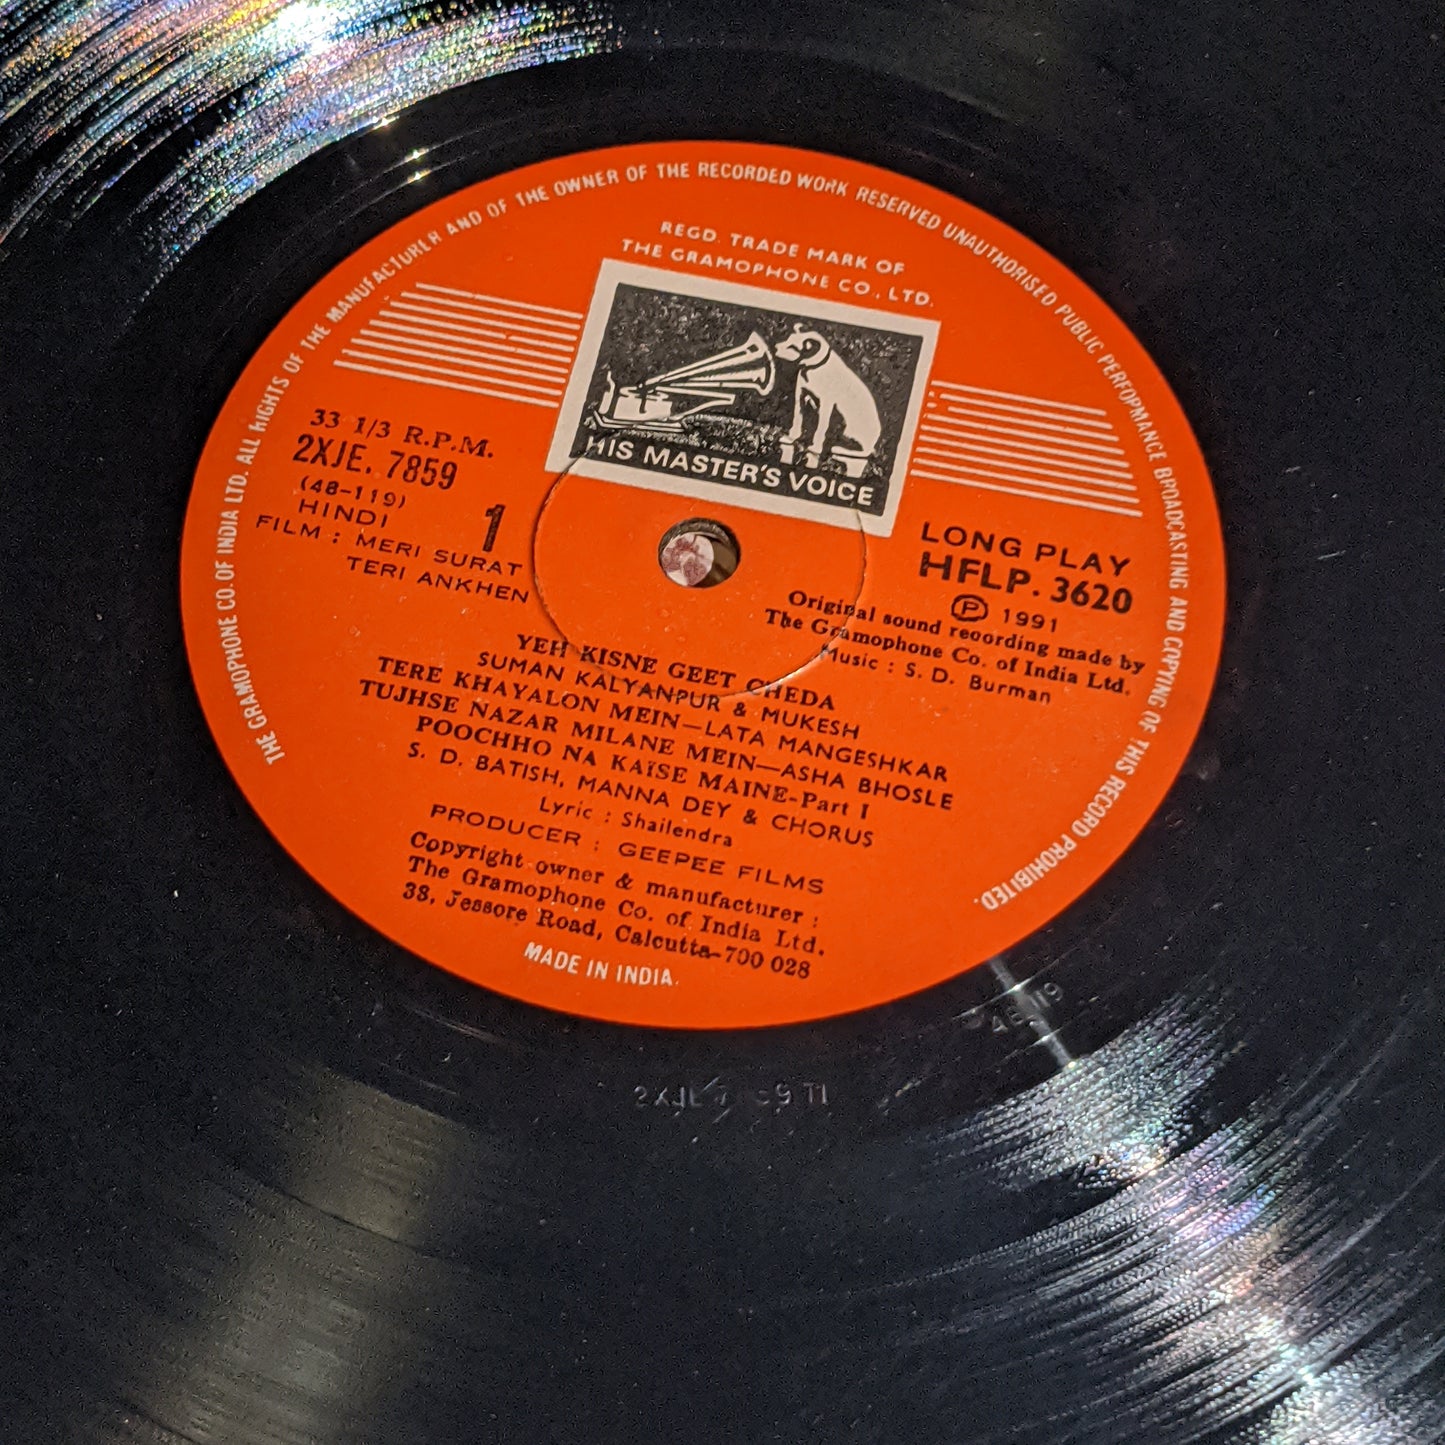 THE GRAMOPHONE CO. OF INDIA LTD. ALL RIGHTS OF THE MANUFACTURER AND OF THE OWNER OF THE RECORDED WORK RESERVED UNAUTHORISED PUBLIC PERFORMANCE BROADCASTING AND COPYING OF THIS RECORD PROHIBITED.
REGD. TRADE MARK OF
THE GRAMOPHONE CO., LTD.
HIS MASTER'S VOICE
33 1/3 R.P.M.
2XJE. 7859
(48-119)
HINDI
1
FILM : MERI SURAT
TERI ANKHEN
LONG PLAY
HFLP. 3620
Ⓟ 1991
Original sound recording made by
The Gramophone Co. of India Ltd.
Music : S. D. Burman
YEH KISNE GEET CHEDA
SUMAN KALYANPUR & MUKESH
TERE KHAYALON MEIN—LATA MANGESHKAR
TUJHSE NAZAR MILANE MEIN—ASHA BHOSLE
POOCHHO NA KAISE MAINE-Part I
S. D. BATISH, MANNA DEY & CHORUS
Lyric : Shailendra
PRODUCER : GEEPEE FILMS
Copyright owner & manufacturer :
The Gramophone Co. of India Ltd.
38, Jessore Road, Calcutta-700 028
MADE IN INDIA.